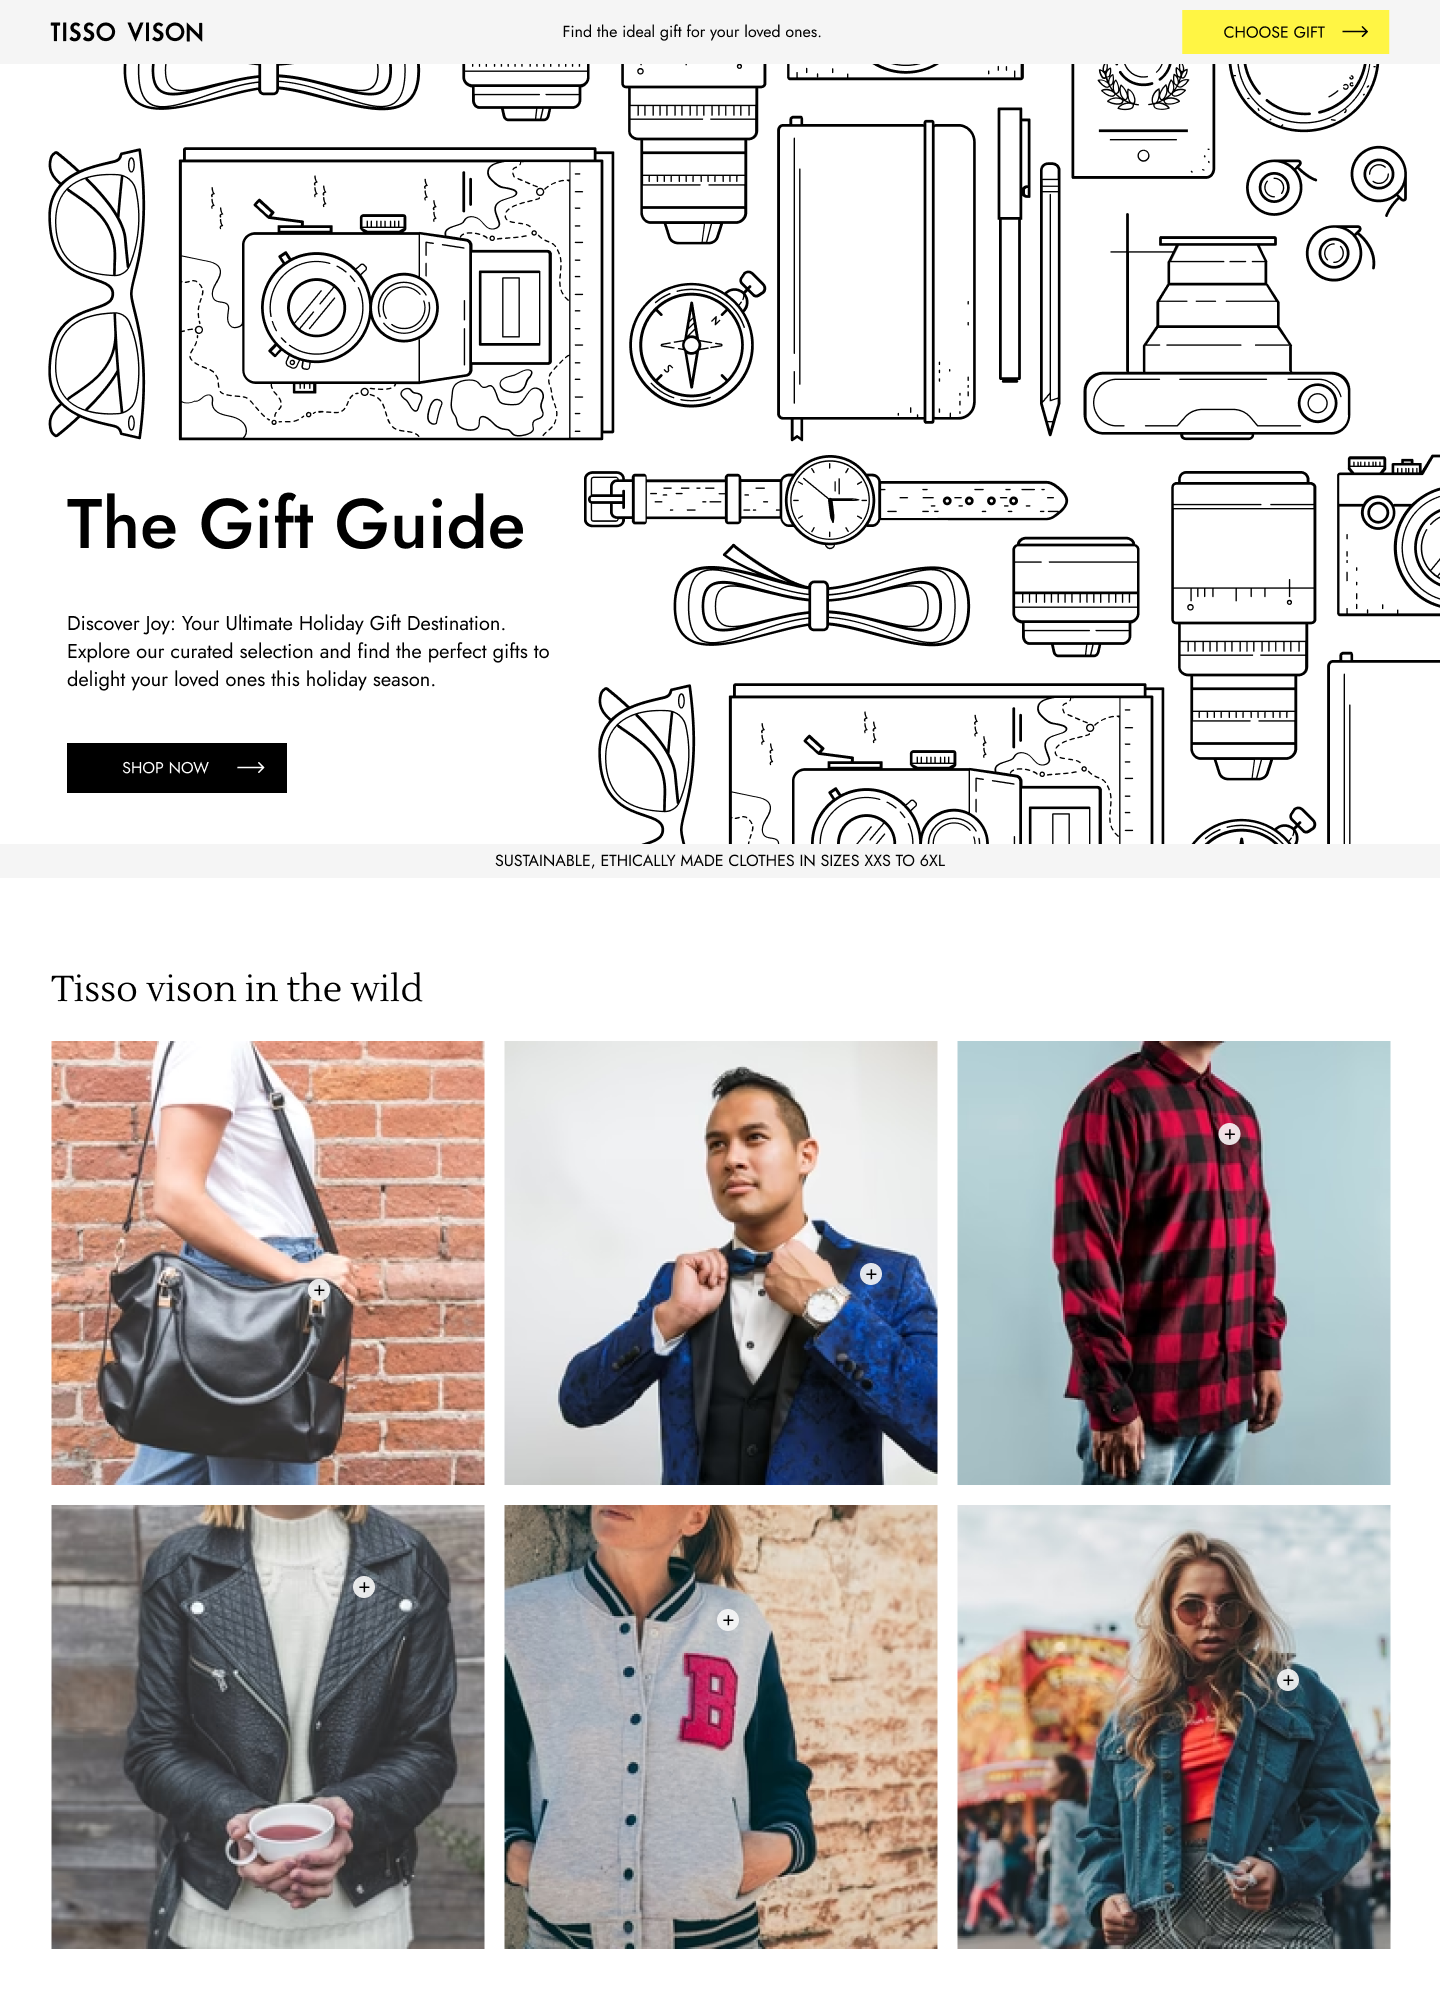 TISSO VISON
Find the ideal gift for your loved ones.
CHOOSE GIFT
N
S
The Gift Guide
Discover Joy: Your Ultimate Holiday Gift Destination.
Explore our curated selection and find the perfect gifts to
delight your loved ones this holiday season.
SHOP NOW
SUSTAINABLE, ETHICALLY MADE CLOTHES IN SIZES XXS TO 6XL
Tisso vison in the wild
B